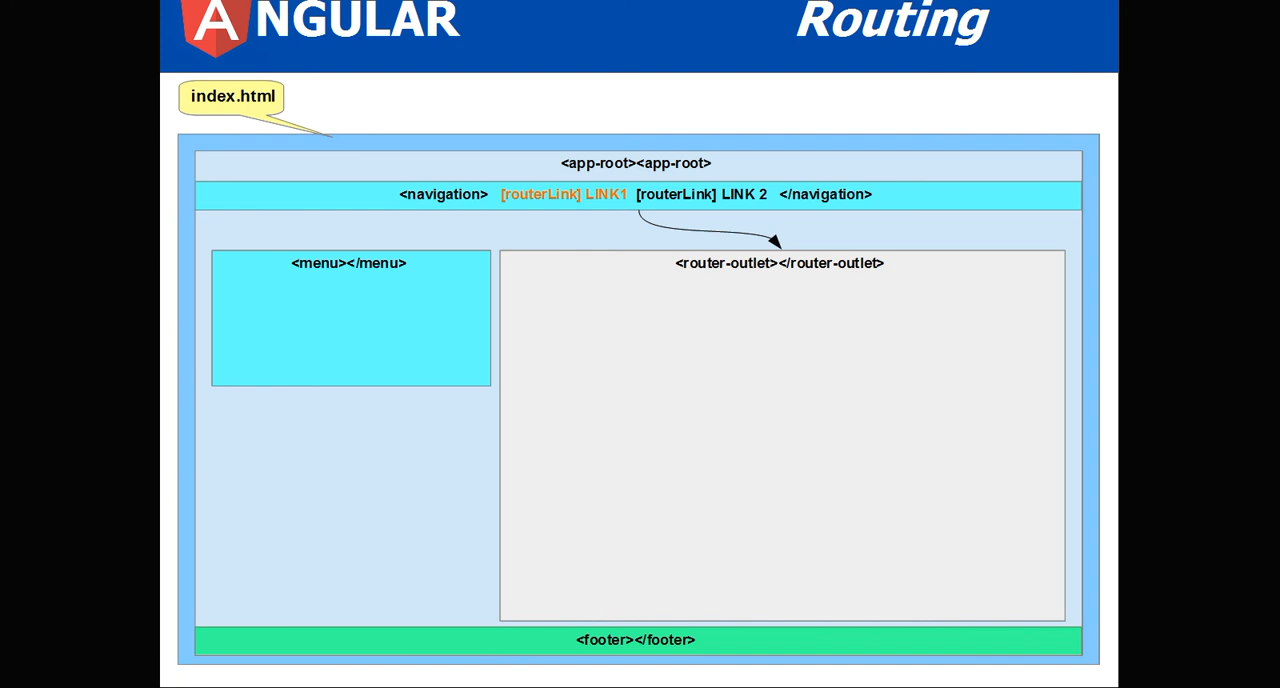 ANGULAR Routing
index.html
<app-root><app-root>
<navigation> [routerLink] LINK1 [routerLink] LINK 2 </navigation>
<menu></menu> <router-outlet></router-outlet>
<footer></footer>